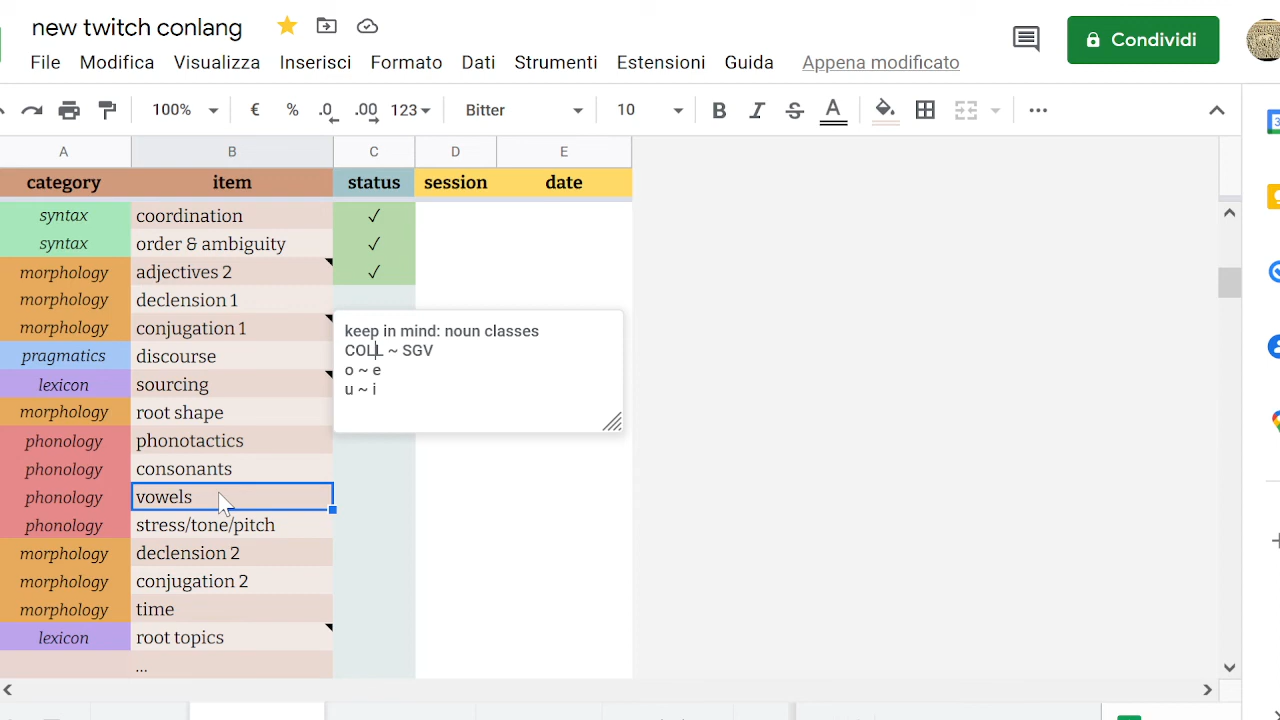 new twitch conlang
Condividi
File Modifica Visualizza Inserisci Formato Dati Strumenti Estensioni Guida Appena modificato
100% € % .0 .00 123 Bitter 10 B I S A
A B C D E
category item status session date
syntax coordination ✓
syntax order & ambiguity ✓
morphology adjectives 2 ✓
morphology declension 1
morphology conjugation 1
keep in mind: noun classes
COLL ~ SGV
o ~ e
u ~ i
pragmatics discourse
lexicon sourcing
morphology root shape
phonology phonotactics
phonology consonants
phonology vowels
phonology stress/tone/pitch
morphology declension 2
morphology conjugation 2
morphology time
lexicon root topics
...